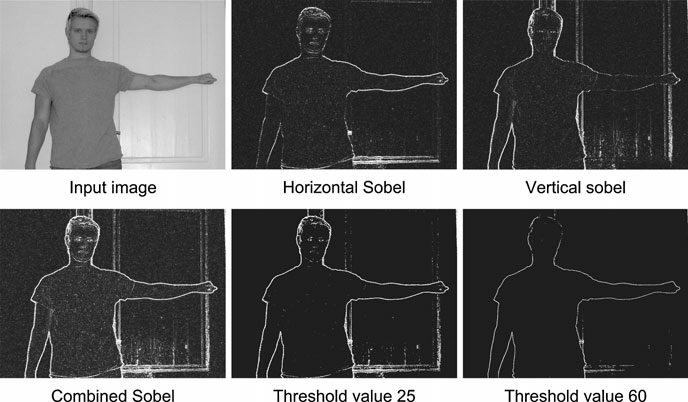 Input image
Horizontal Sobel
Vertical sobel
Combined Sobel
Threshold value 25
Threshold value 60